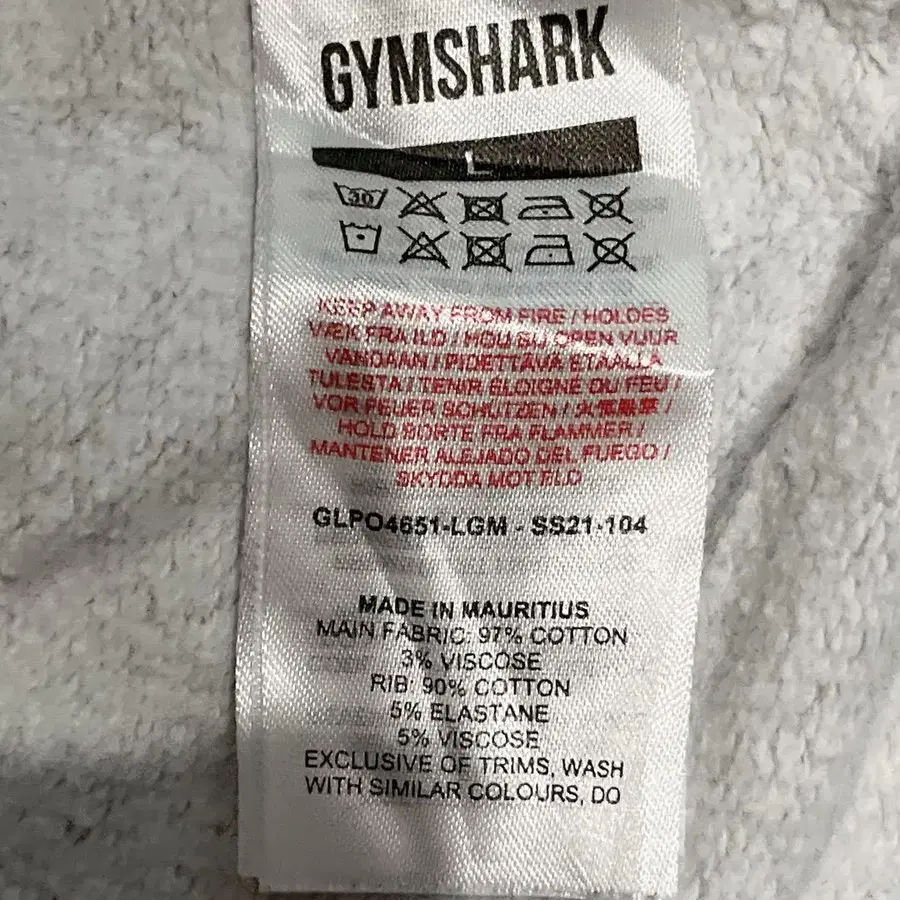 GYMSHARK
L
30
KEEP AWAY FROM FIRE / HOLDES
VÆK FRA ILD / HOU BIJ OPEN VUUR
VANDAAN / PIDETTÄVÄ ETÄÄLLÄ
TULESTA / TENIR ÉLOIGNÉ DU FEU /
VOR FEUER SCHÜTZEN / 火気厳禁 /
HOLD BORTE FRA FLAMMER /
MANTENER ALEJADO DEL FUEGO /
SKYDDA MOT ELD
GLPO4651-LGM - SS21-104
MADE IN MAURITIUS
MAIN FABRIC: 97% COTTON
3% VISCOSE
RIB: 90% COTTON
5% ELASTANE
5% VISCOSE
EXCLUSIVE OF TRIMS, WASH
WITH SIMILAR COLOURS, DO